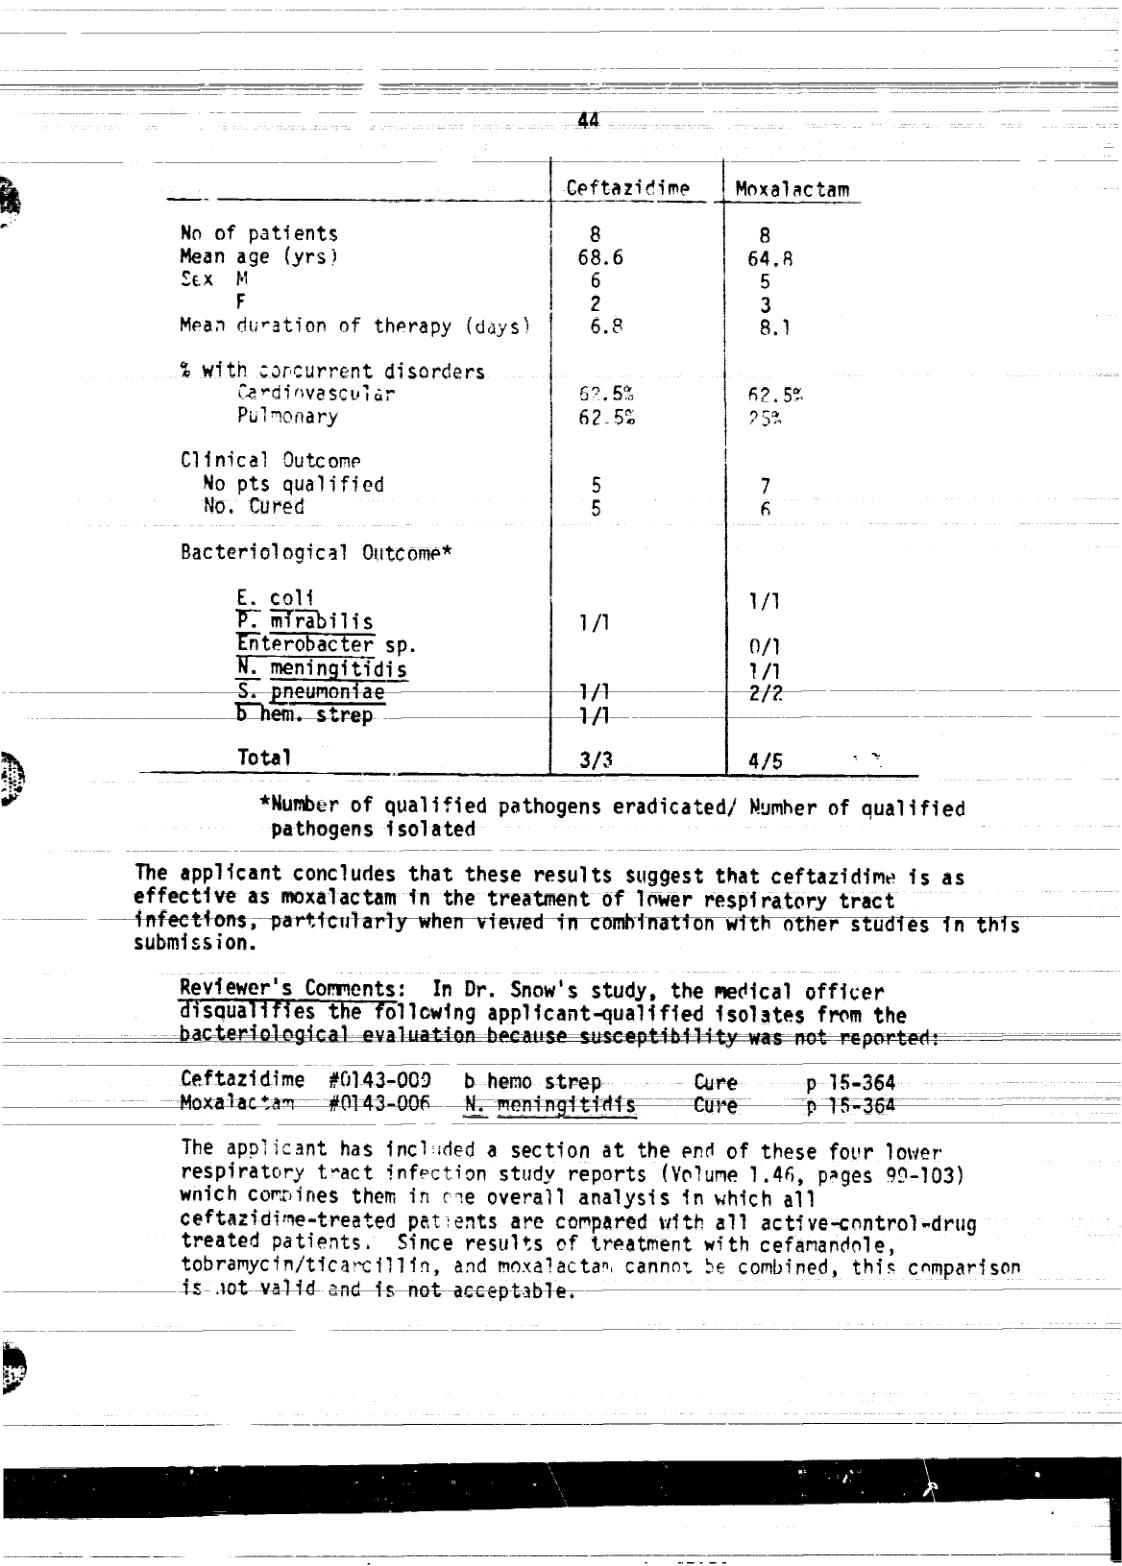 44
Ceftazidime Moxalactam
No of patients 8 8
Mean age (yrs) 68.6 64.8
Sex M 6 5
F 2 3
Mean duration of therapy (days) 6.8 8.1
% with concurrent disorders
Cardiovascular 62.5% 62.5%
Pulmonary 62.5% 25%
Clinical Outcome
No pts qualified 5 7
No. Cured 5 6
Bacteriological Outcome*
E. coli 1/1
P. mirabilis 1/1
Enterobacter sp. 0/1
N. meningitidis 1/1
S. pneumoniae 1/1 2/2
b hem. strep 1/1
Total 3/3 4/5
*Number of qualified pathogens eradicated/ Number of qualified
pathogens isolated
The applicant concludes that these results suggest that ceftazidime is as
effective as moxalactam in the treatment of lower respiratory tract
infections, particularly when viewed in combination with other studies in this
submission.
Reviewer's Comments: In Dr. Snow's study, the medical officer
disqualifies the following applicant-qualified isolates from the
bacteriological evaluation because susceptibility was not reported:
Ceftazidime #0143-009 b hemo strep Cure p 15-364
Moxalactam #0143-006 N. meningitidis Cure p 15-364
The applicant has included a section at the end of these four lower
respiratory tract infection study reports (Volume 1.46, pages 99-103)
which combines them in one overall analysis in which all
ceftazidime-treated patients are compared with all active-control-drug
treated patients. Since results of treatment with cefamandole,
tobramycin/ticarcillin, and moxalactam cannot be combined, this comparison
is not valid and is not acceptable.